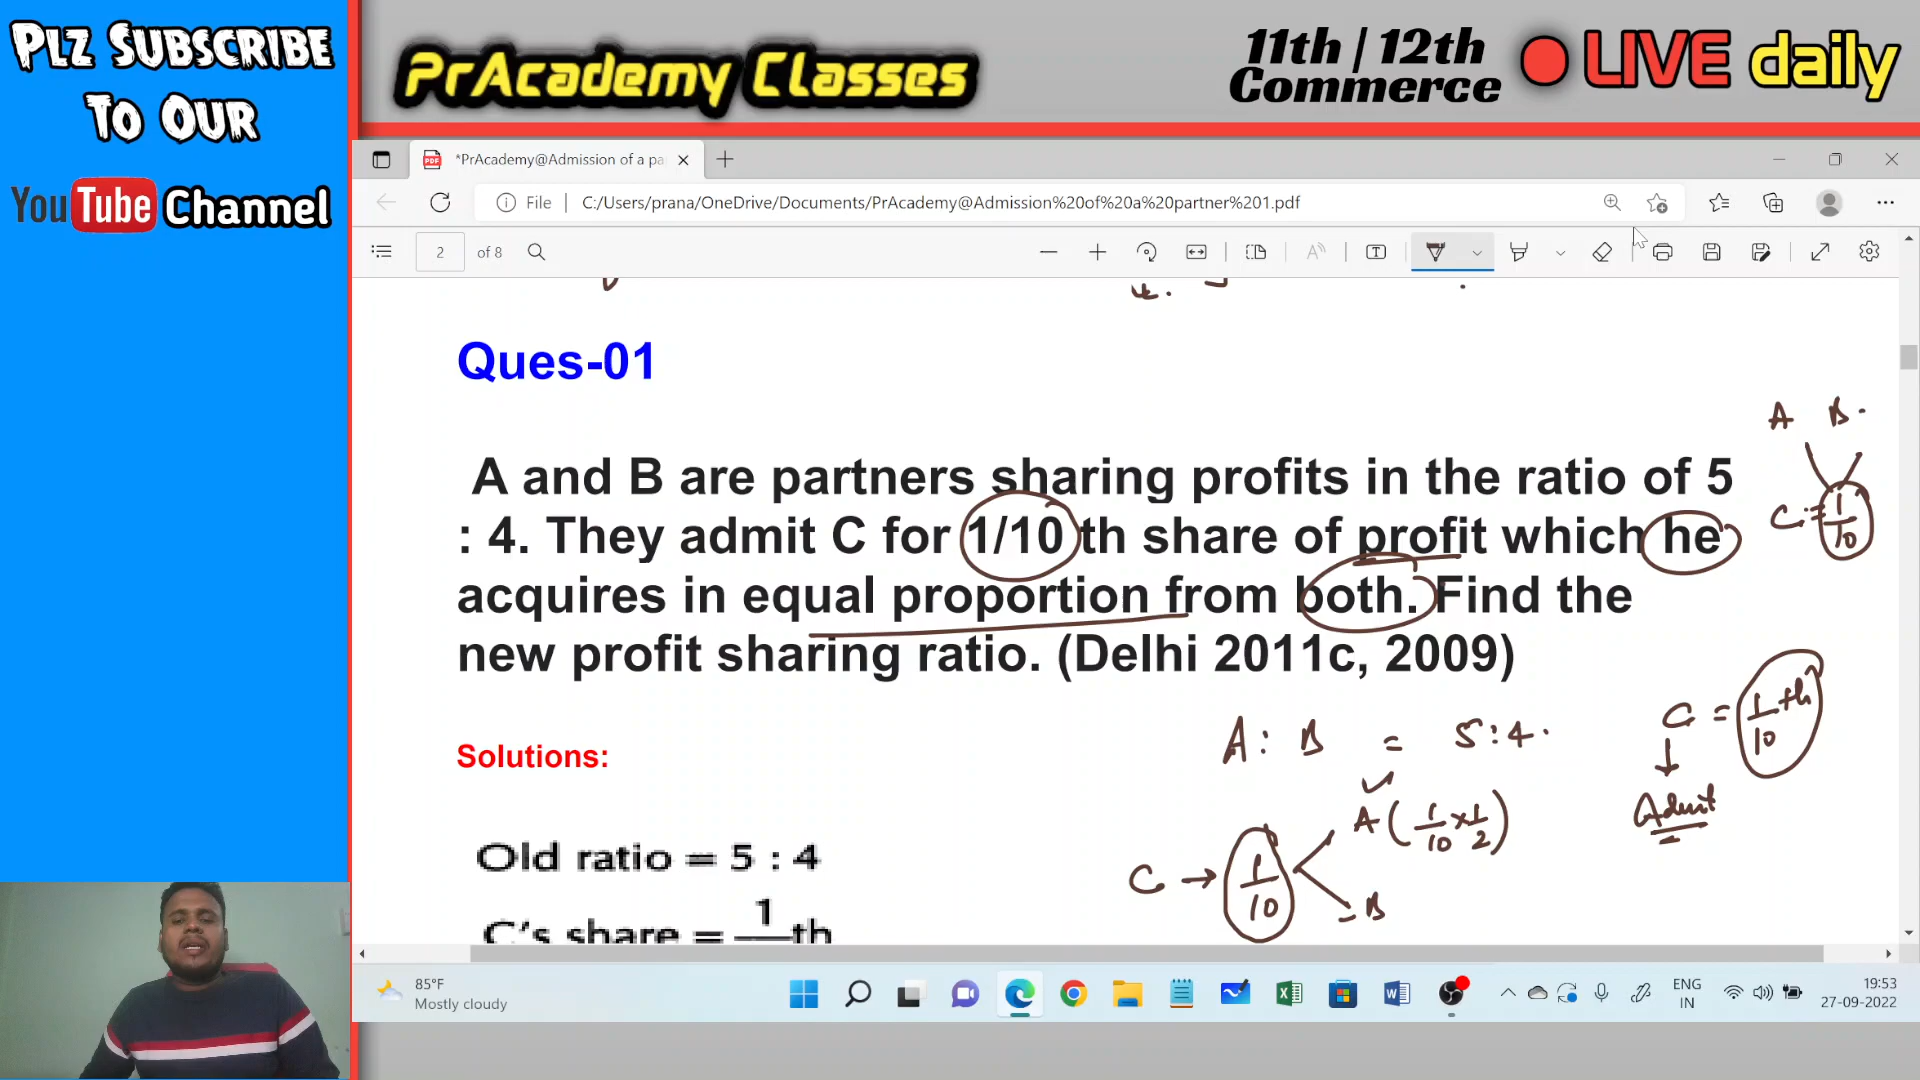 Plz Subscribe
To Our
YouTube Channel
PrAcademy Classes
11th | 12th
Commerce
LIVE daily
*PrAcademy@Admission of a pa
File
C:/Users/prana/OneDrive/Documents/PrAcademy@Admission%20of%20a%20partner%201.pdf
2 of 8
Ques-01
A and B are partners sharing profits in the ratio of 5
: 4. They admit C for 1/10 th share of profit which he
acquires in equal proportion from both. Find the
new profit sharing ratio. (Delhi 2011c, 2009)
A B.
C = 1/10
Solutions:
A : B = 5:4.
C = 1/10 th
Admit
A (1/10 × 1/2)
C → 1/10
B
Old ratio = 5 : 4
C's share = 1 th
85°F
Mostly cloudy
ENG
IN
19:53
27-09-2022